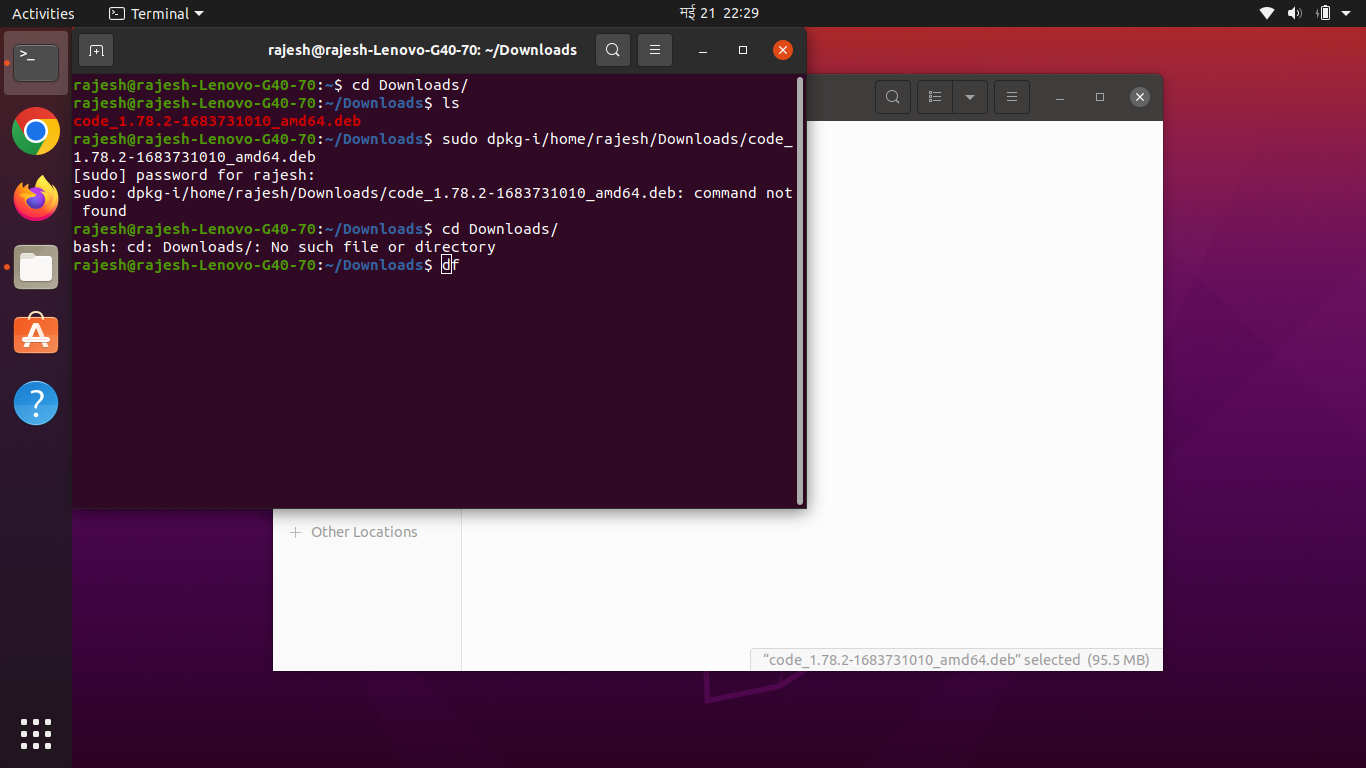 Activities
Terminal
मई 21 22:29
rajesh@rajesh-Lenovo-G40-70: ~/Downloads
rajesh@rajesh-Lenovo-G40-70:~$ cd Downloads/
rajesh@rajesh-Lenovo-G40-70:~/Downloads$ ls
code_1.78.2-1683731010_amd64.deb
rajesh@rajesh-Lenovo-G40-70:~/Downloads$ sudo dpkg-i/home/rajesh/Downloads/code_
1.78.2-1683731010_amd64.deb
[sudo] password for rajesh:
sudo: dpkg-i/home/rajesh/Downloads/code_1.78.2-1683731010_amd64.deb: command not
found
rajesh@rajesh-Lenovo-G40-70:~/Downloads$ cd Downloads/
bash: cd: Downloads/: No such file or directory
rajesh@rajesh-Lenovo-G40-70:~/Downloads$ df
Other Locations
“code_1.78.2-1683731010_amd64.deb” selected (95.5 MB)